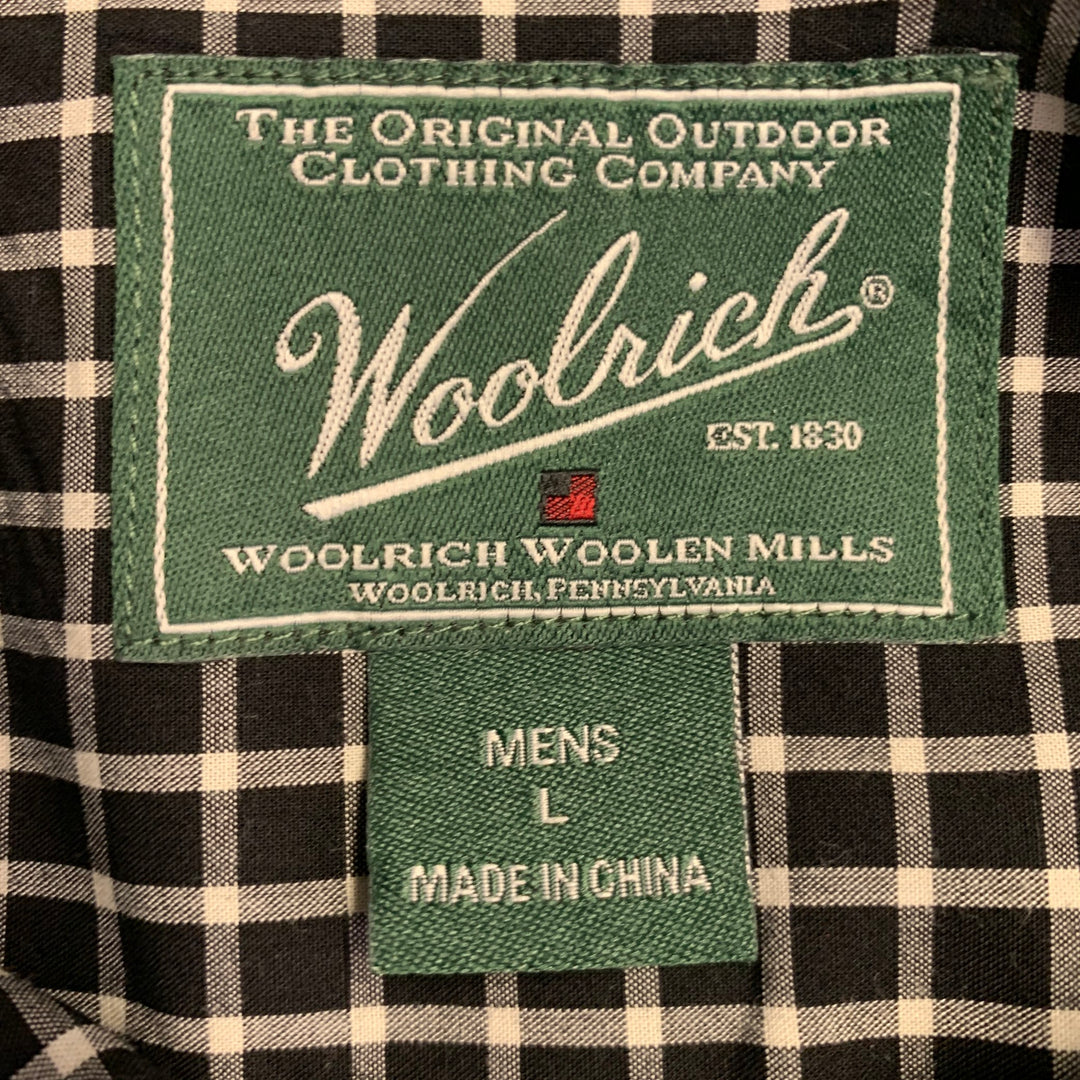 THE ORIGINAL OUTDOOR
CLOTHING COMPANY
Woolrich®
EST. 1830
WOOLRICH WOOLEN MILLS
WOOLRICH, PENNSYLVANIA
MENS
L
MADE IN CHINA